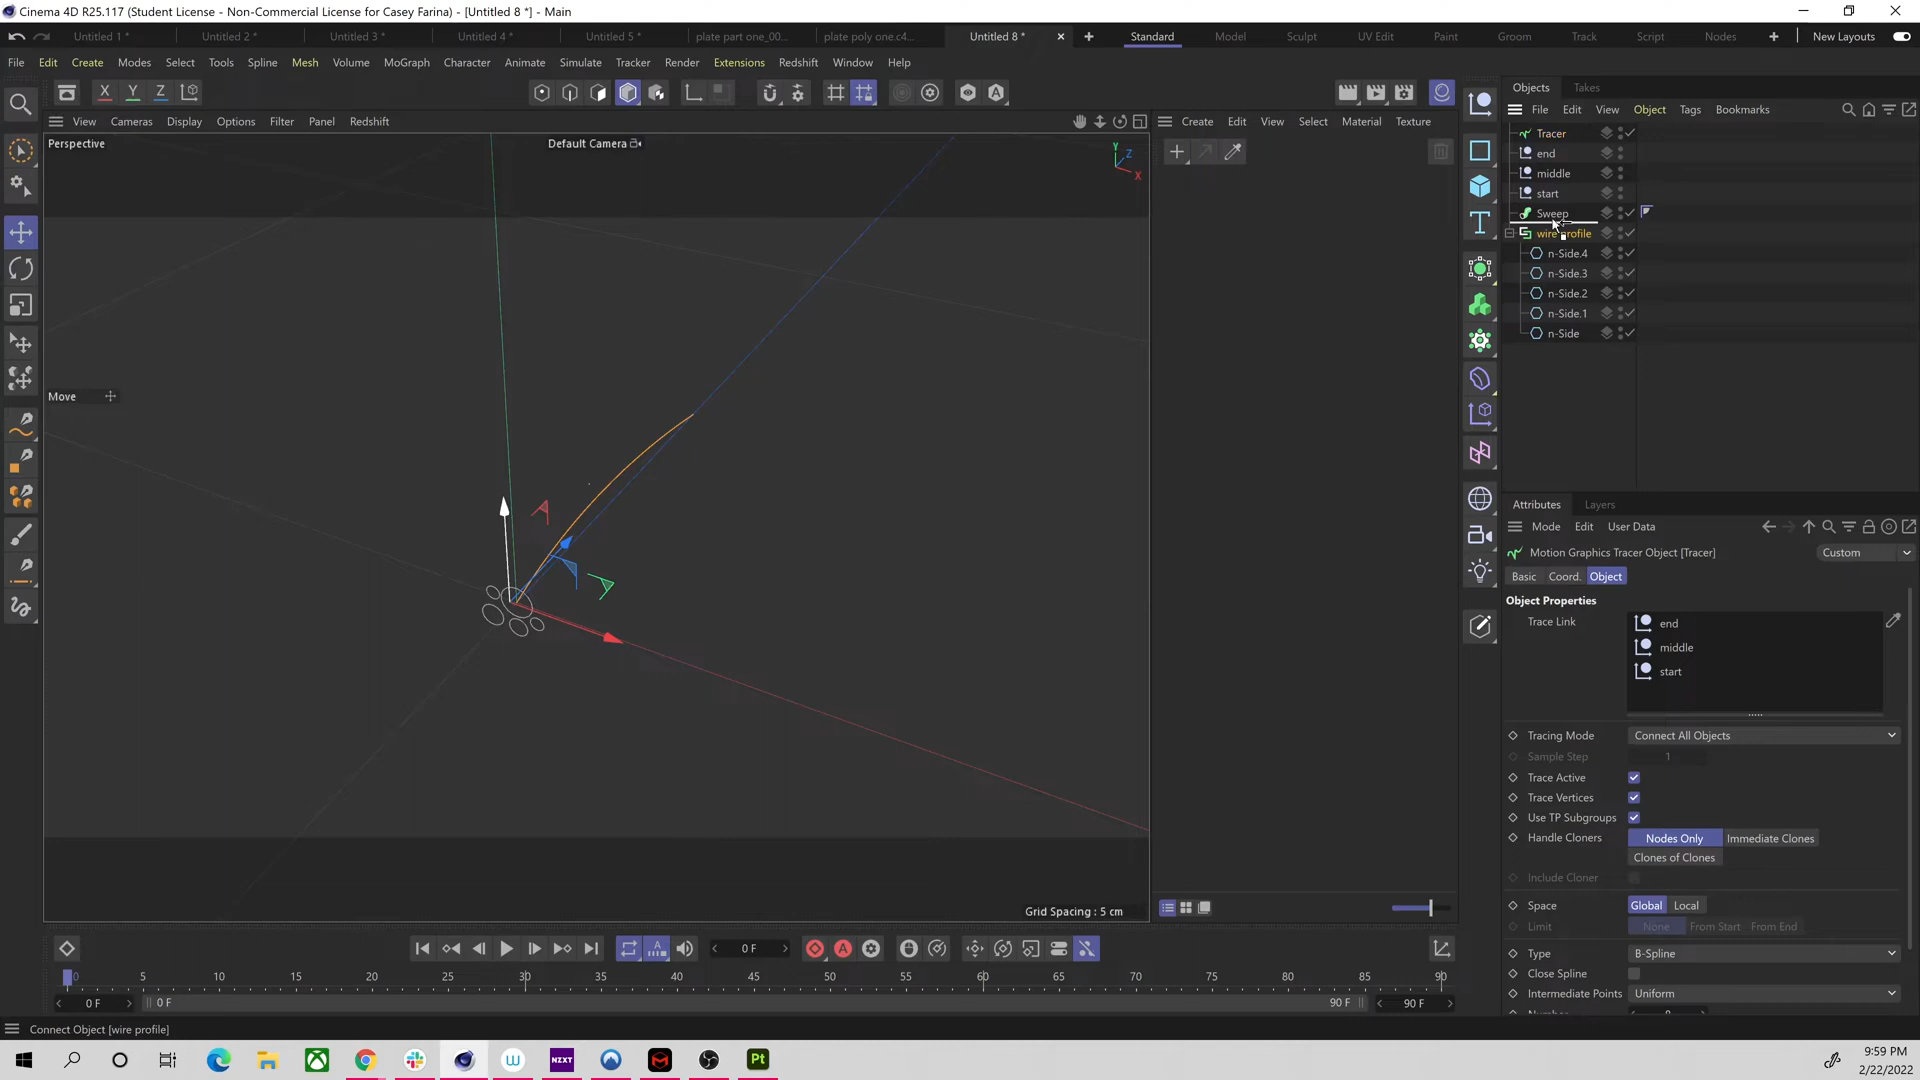 Cinema 4D R25.117 (Student License - Non-Commercial License for Casey Farina) - [Untitled 8 *] - Main
Untitled 1 *
Untitled 2 *
Untitled 3 *
Untitled 4 *
Untitled 5 *
plate part one_00...
plate poly one.c4...
Untitled 8 *
Standard
Model
Sculpt
UV Edit
Paint
Groom
Track
Script
Nodes
New Layouts
File Edit Create Modes Select Tools Spline Mesh Volume MoGraph Character Animate Simulate Tracker Render Extensions Redshift Window Help
X Y Z
Objects Takes
File Edit View Object Tags Bookmarks
View Cameras Display Options Filter Panel Redshift
Create Edit View Select Material Texture
Perspective
Default Camera
Y
Z
X
Move
Grid Spacing : 5 cm
Tracer
end
middle
start
Sweep
wire profile
n-Side.4
n-Side.3
n-Side.2
n-Side.1
n-Side
Attributes Layers
Mode Edit User Data
Motion Graphics Tracer Object [Tracer]
Custom
Basic Coord. Object
Object Properties
Trace Link
end
middle
start
Tracing Mode Connect All Objects
Sample Step 1
Trace Active
Trace Vertices
Use TP Subgroups
Handle Cloners Nodes Only Immediate Clones
Clones of Clones
Include Cloner
Space Global Local
Limit None From Start From End
Type B-Spline
Close Spline
Intermediate Points Uniform
0 F
0 5 10 15 20 25 30 35 40 45 50 55 60 65 70 75 80 85 90
0 F 0 F 90 F 90 F
Connect Object [wire profile]
NZXT
Pt
9:59 PM
2/22/2022